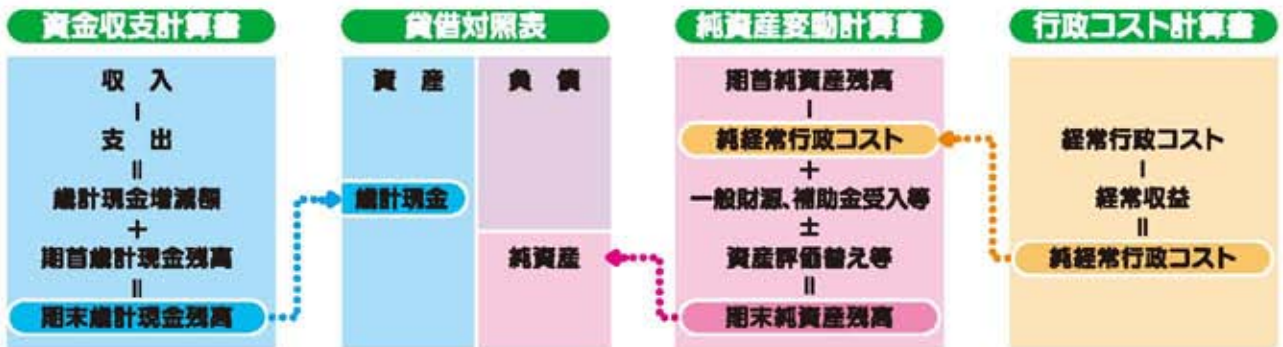 資金収支計算書
収 入
－
支 出
＝
歳計現金増減額
＋
期首歳計現金残高
＝
期末歳計現金残高
貸借対照表
資 産
歳計現金
負 債
純資産
純資産変動計算書
期首純資産残高
－
純経常行政コスト
＋
一般財源、補助金受入等
±
資産評価替え等
＝
期末純資産残高
行政コスト計算書
経常行政コスト
－
経常収益
＝
純経常行政コスト